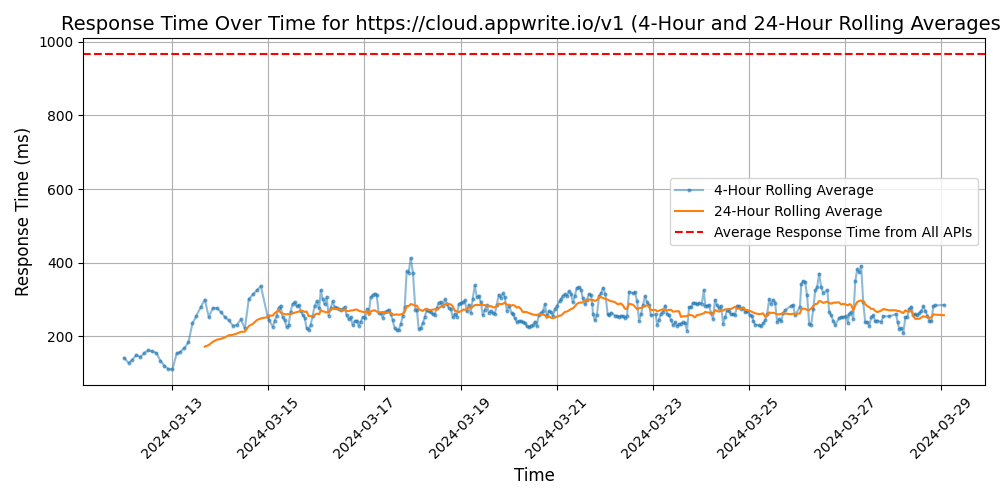 Response Time Over Time for https://cloud.appwrite.io/v1 (4-Hour and 24-Hour Rolling Averages
Response Time (ms)
1000
800
600
400
200
4-Hour Rolling Average
24-Hour Rolling Average
Average Response Time from All APIs
2024-03-13
2024-03-15
2024-03-17
2024-03-19
2024-03-21
2024-03-23
2024-03-25
2024-03-27
2024-03-29
Time